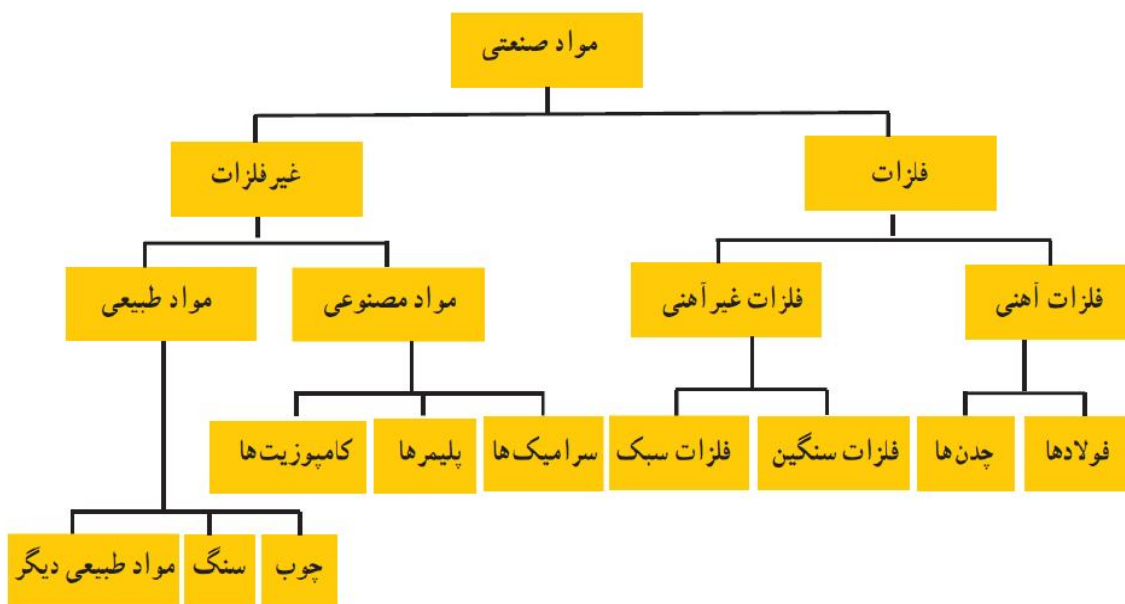 مواد صنعتی
فلزات
غیرفلزات
فلزات آهنی
فلزات غیرآهنی
مواد مصنوعی
مواد طبیعی
فولادها
چدن‌ها
فلزات سنگین
فلزات سبک
سرامیک‌ها
پلیمرها
کامپوزیت‌ها
چوب
سنگ
مواد طبیعی دیگر